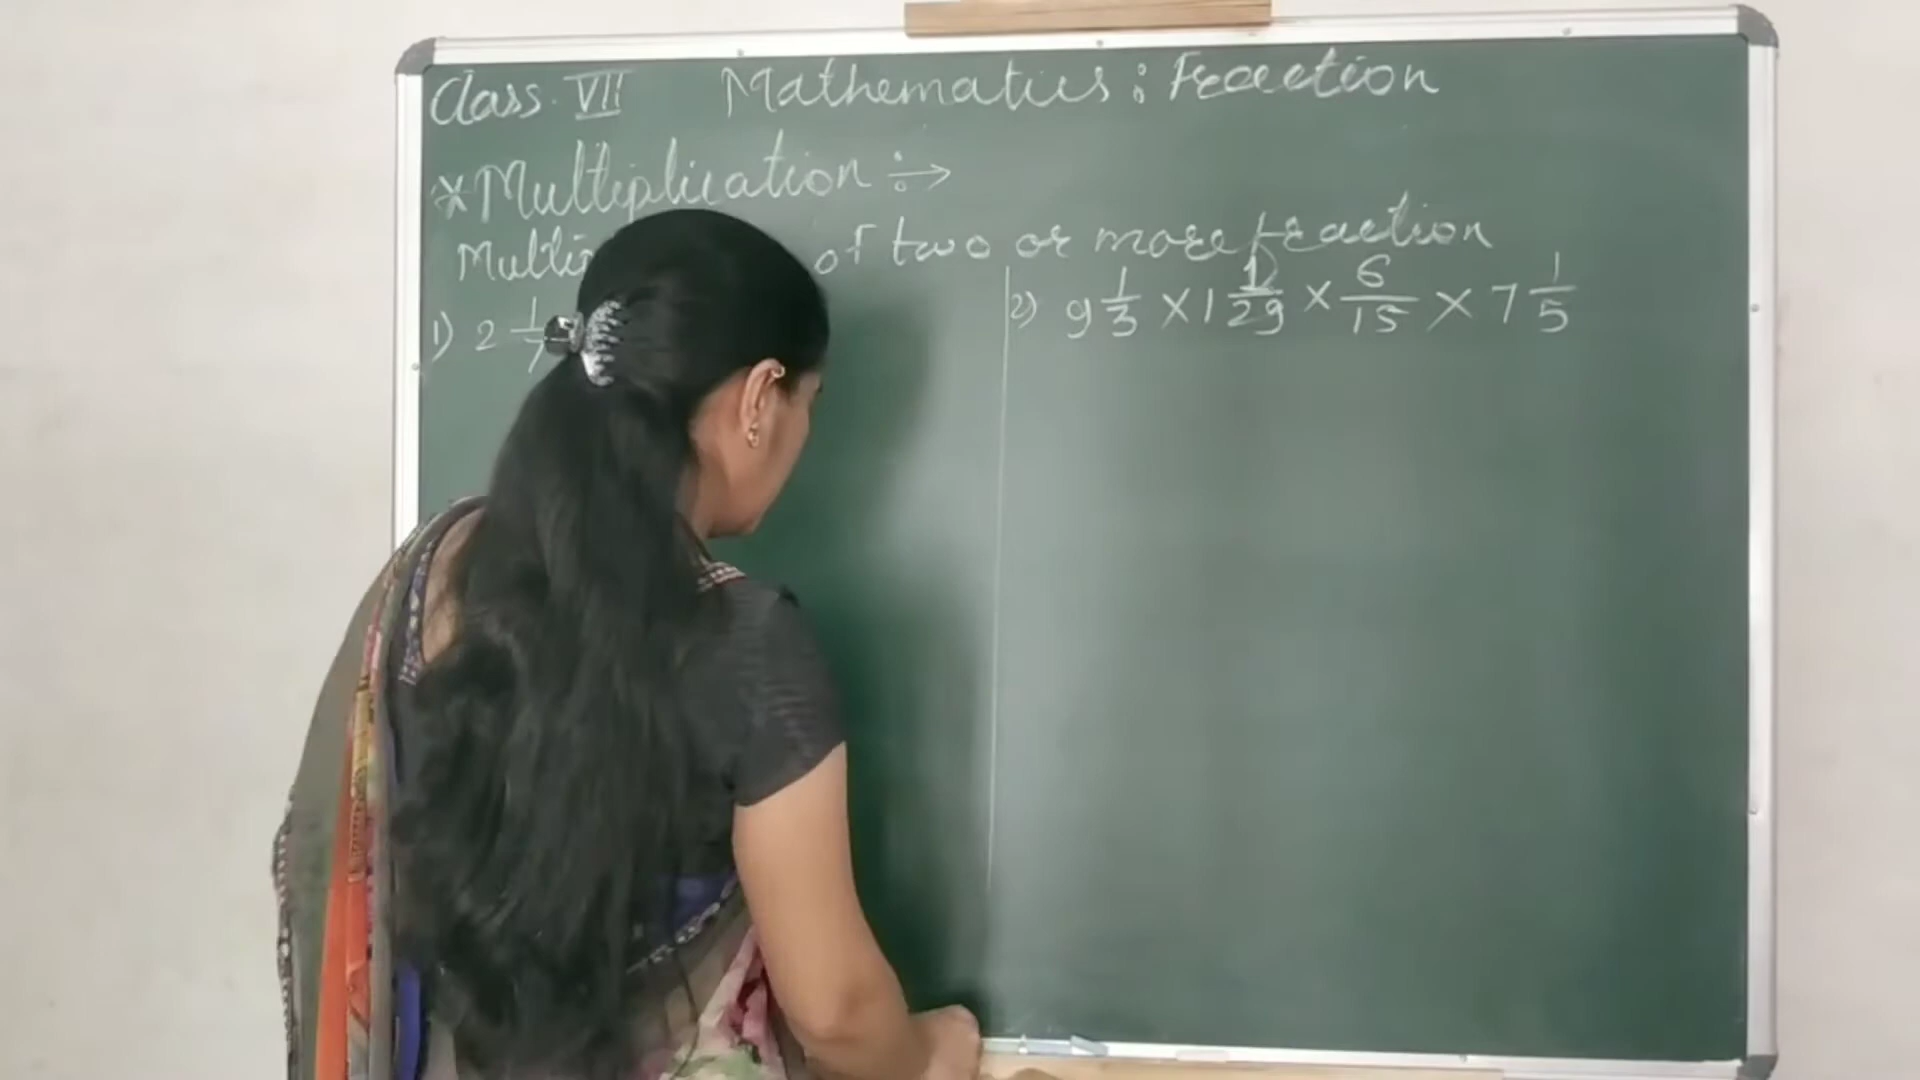 Class VII Mathematics : Fraction
*Multiplication ÷→
of two or more fraction
1) 2 1/7
2) 9 1/3 × 1 1/29 × 6/15 × 7 1/5